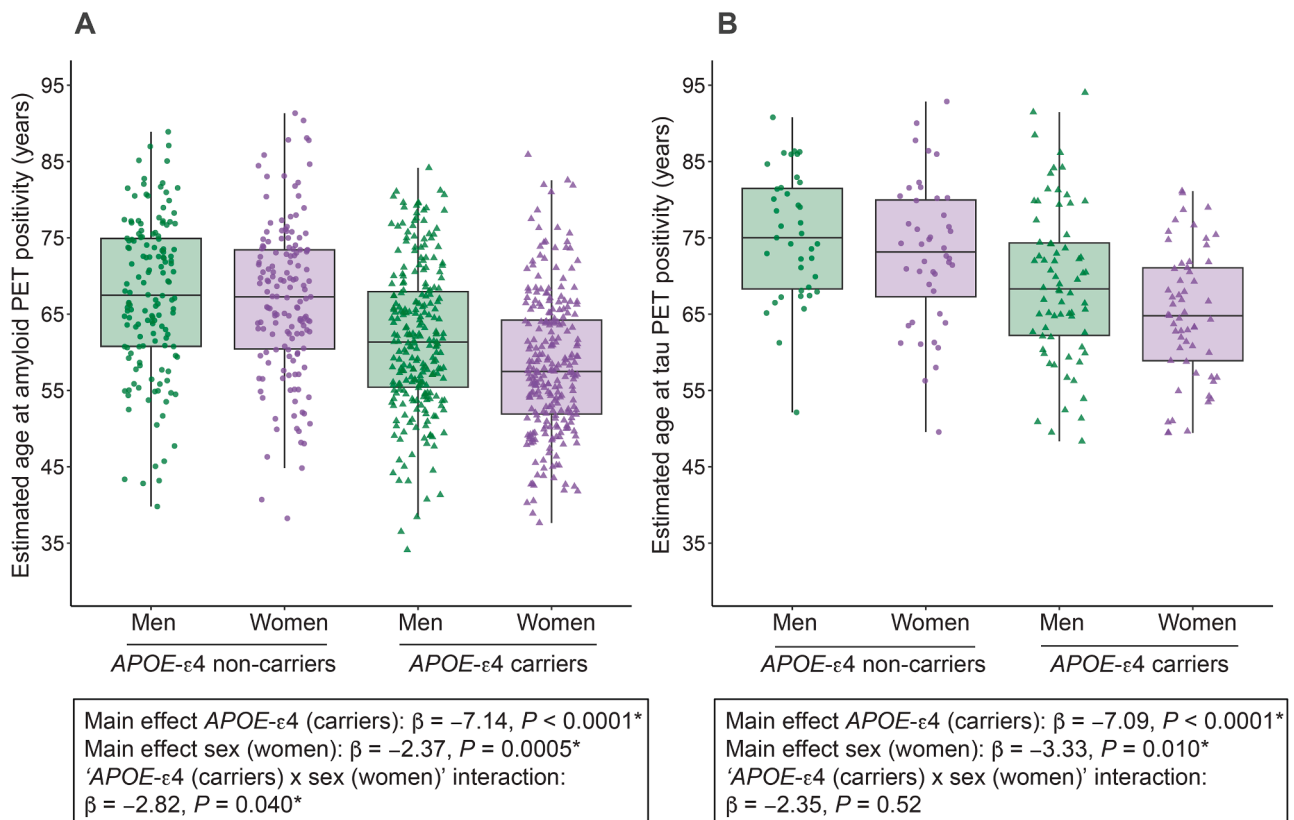 A
Estimated age at amyloid PET positivity (years)
95
85
75
65
55
45
35
Men
Women
Men
Women
APOE-ε4 non-carriers
APOE-ε4 carriers
Main effect APOE-ε4 (carriers): β = −7.14, P < 0.0001*
Main effect sex (women): β = −2.37, P = 0.0005*
‘APOE-ε4 (carriers) x sex (women)’ interaction:
β = −2.82, P = 0.040*
B
Estimated age at tau PET positivity (years)
95
85
75
65
55
45
35
Men
Women
Men
Women
APOE-ε4 non-carriers
APOE-ε4 carriers
Main effect APOE-ε4 (carriers): β = −7.09, P < 0.0001*
Main effect sex (women): β = −3.33, P = 0.010*
‘APOE-ε4 (carriers) x sex (women)’ interaction:
β = −2.35, P = 0.52